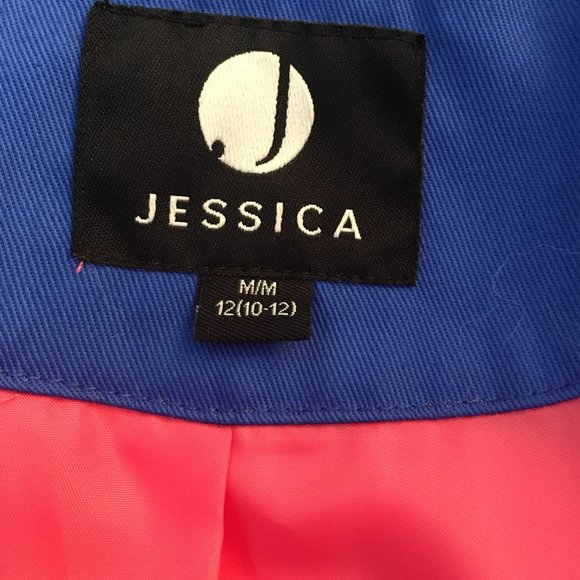 J
JESSICA
M/M
12(10-12)